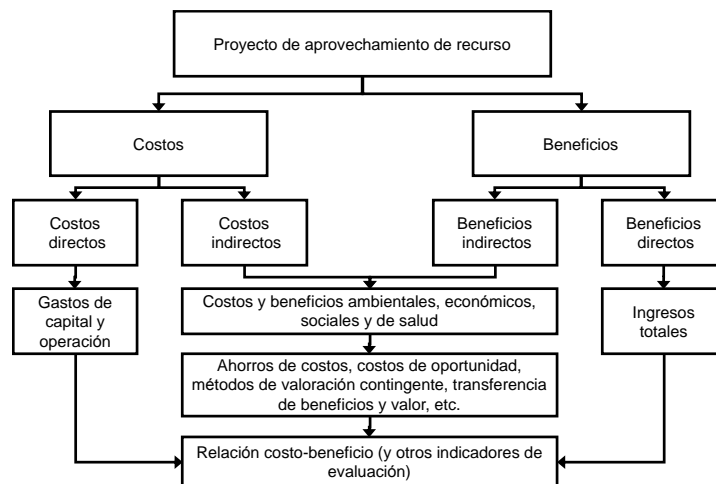 Proyecto de aprovechamiento de recurso
Costos
Beneficios
Costos
directos
Costos
indirectos
Beneficios
indirectos
Beneficios
directos
Gastos de
capital y
operación
Costos y beneficios ambientales, económicos,
sociales y de salud
Ingresos
totales
Ahorros de costos, costos de oportunidad,
métodos de valoración contingente, transferencia
de beneficios y valor, etc.
Relación costo-beneficio (y otros indicadores de
evaluación)